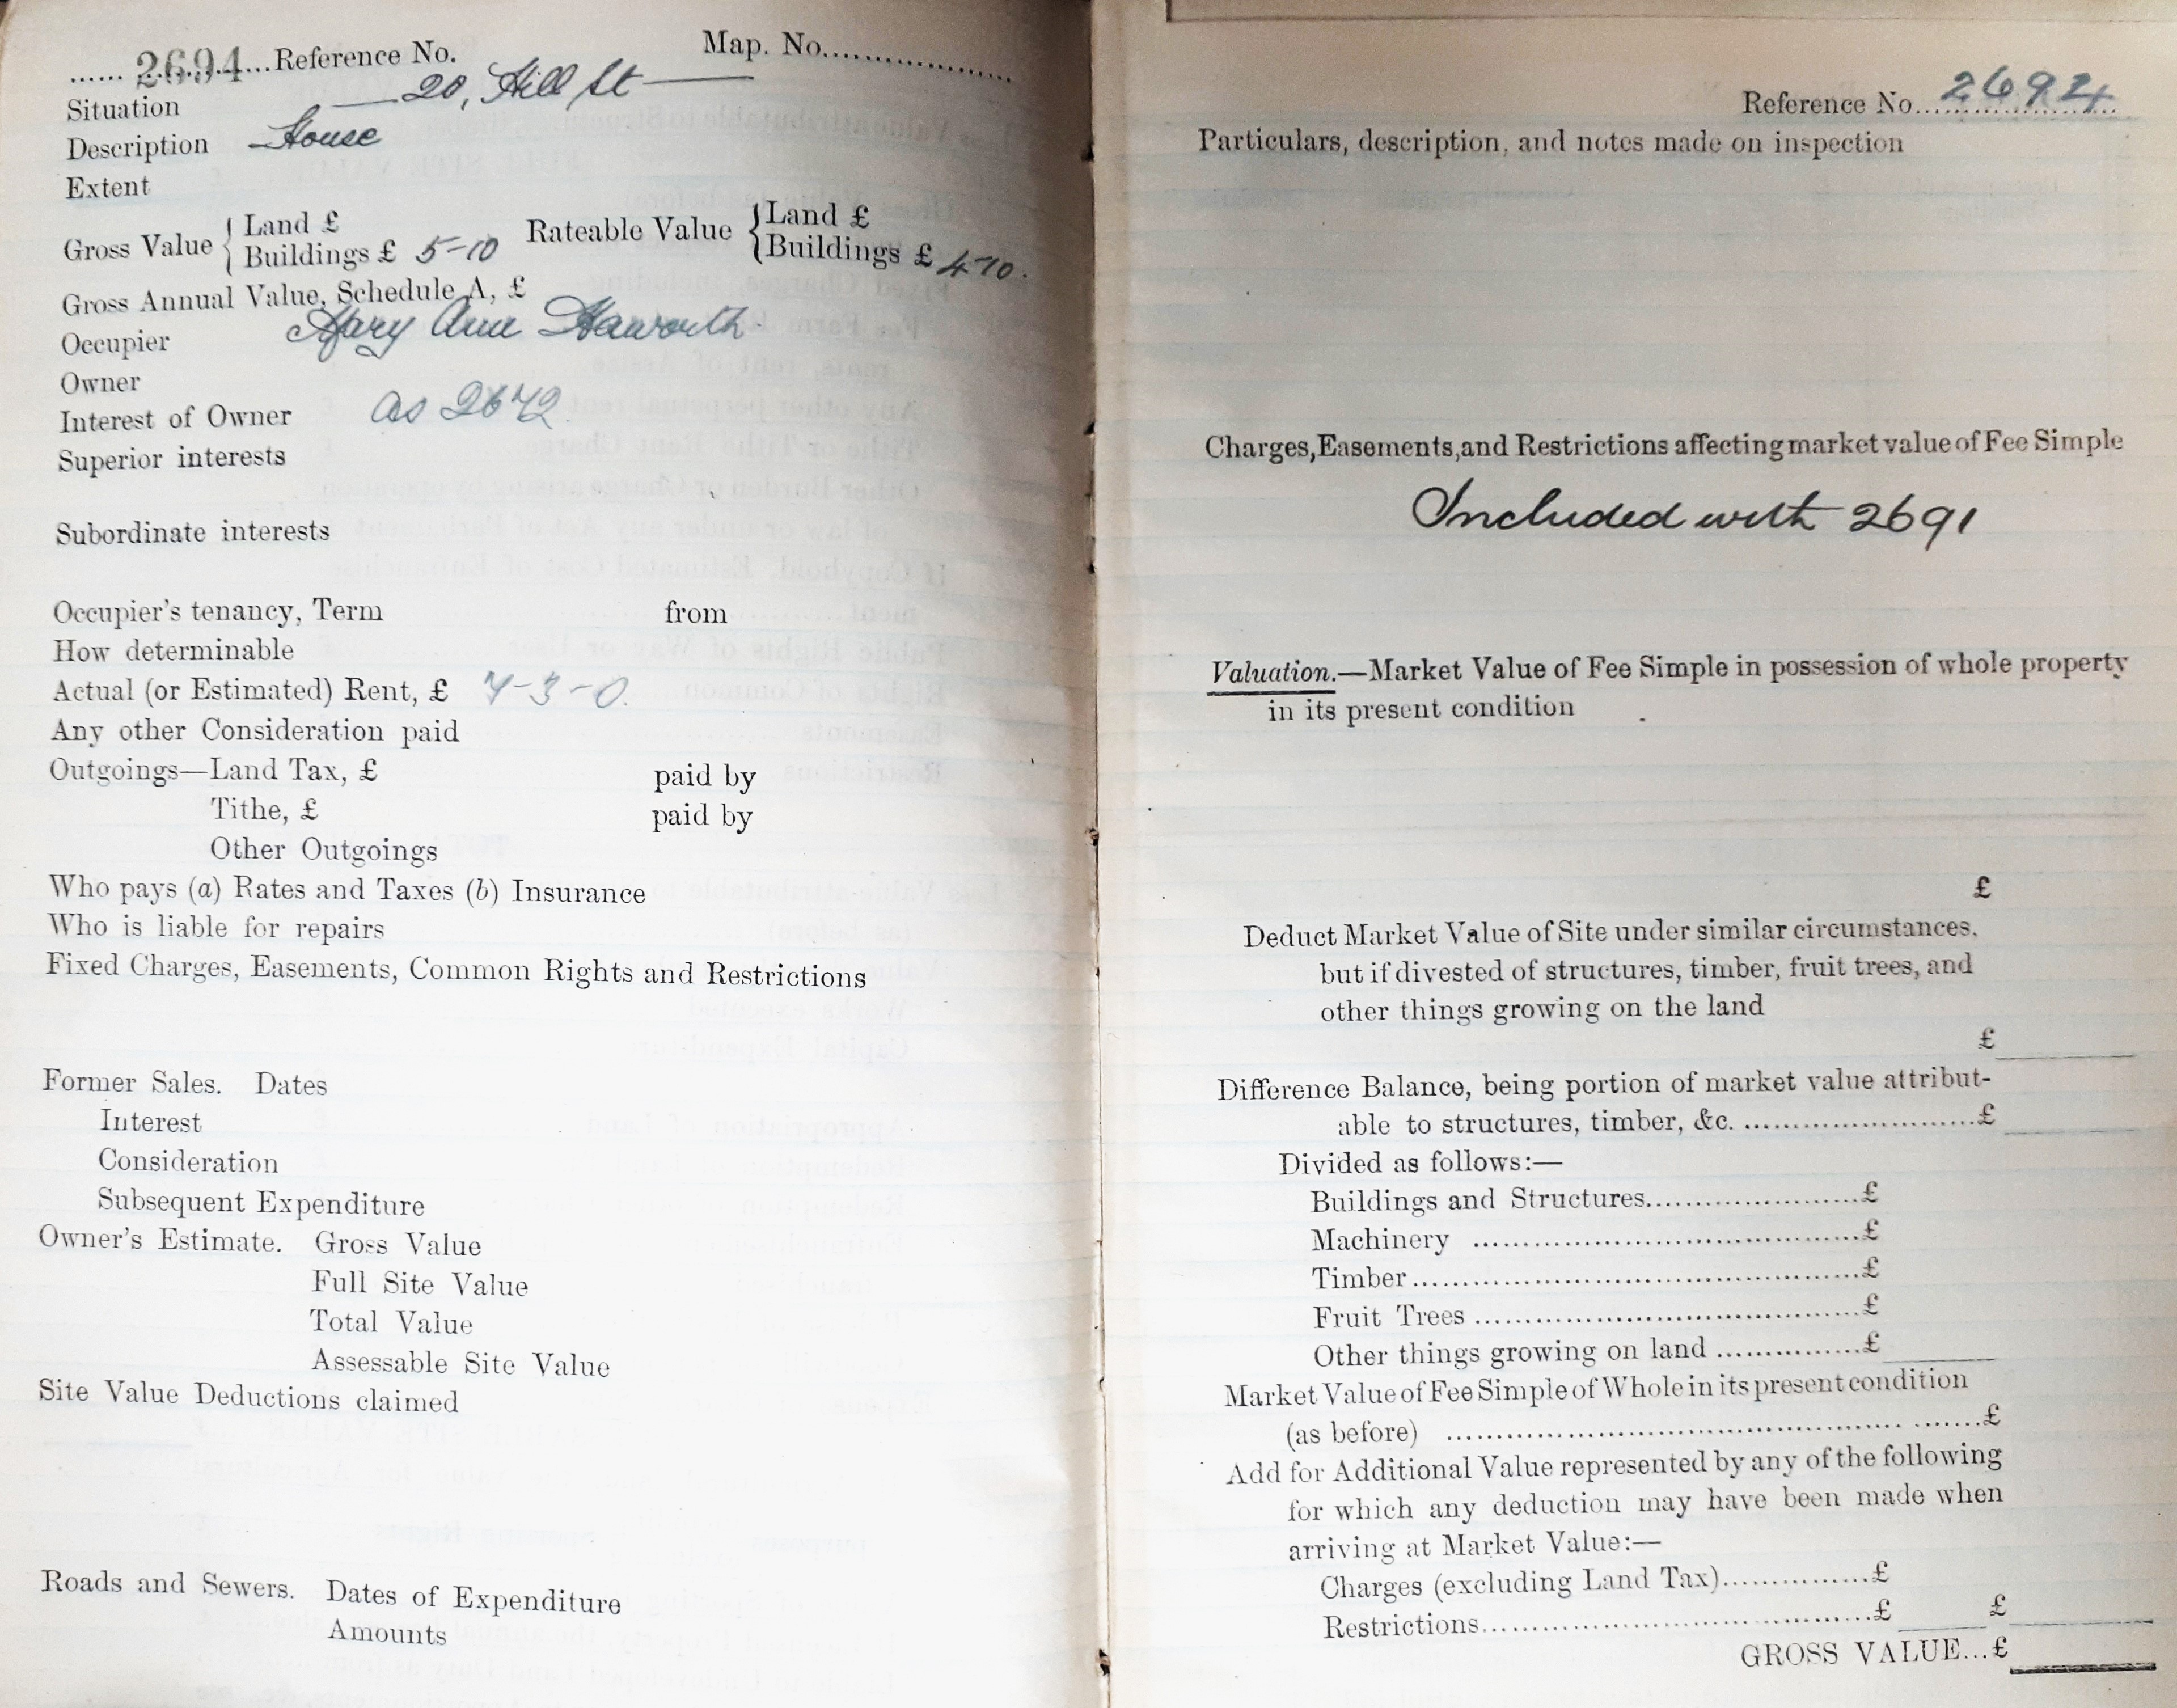 ...... 2694 ...Reference No. Map. No.....................
Situation — 20, Hill St —
Description House
Extent
Gross Value { Land £ Rateable Value { Land £
Buildings £ 5-10 Buildings £ 4-10.
Gross Annual Value, Schedule A, £
Occupier Mary Ann Haworth
Owner
Interest of Owner as 2642
Superior interests
Subordinate interests
Occupier's tenancy, Term from
How determinable
Actual (or Estimated) Rent, £ 7-3-0.
Any other Consideration paid
Outgoings—Land Tax, £ paid by
Tithe, £ paid by
Other Outgoings
Who pays (a) Rates and Taxes (b) Insurance
Who is liable for repairs
Fixed Charges, Easements, Common Rights and Restrictions
Former Sales. Dates
Interest
Consideration
Subsequent Expenditure
Owner's Estimate. Gross Value
Full Site Value
Total Value
Assessable Site Value
Site Value Deductions claimed
Roads and Sewers. Dates of Expenditure
Amounts
Reference No. 2694
Particulars, description, and notes made on inspection
Charges, Easements, and Restrictions affecting market value of Fee Simple
Included with 2691
Valuation.—Market Value of Fee Simple in possession of whole property
in its present condition
£
Deduct Market Value of Site under similar circumstances,
but if divested of structures, timber, fruit trees, and
other things growing on the land
£
Difference Balance, being portion of market value attribut-
able to structures, timber, &c. ........................£
Divided as follows:—
Buildings and Structures......................£
Machinery ........................................£
Timber..............................................£
Fruit Trees ........................................£
Other things growing on land ...............£
Market Value of Fee Simple of Whole in its present condition
(as before) ......................................................£
Add for Additional Value represented by any of the following
for which any deduction may have been made when
arriving at Market Value:—
Charges (excluding Land Tax)...............£
Restrictions........................................£ £
GROSS VALUE...£